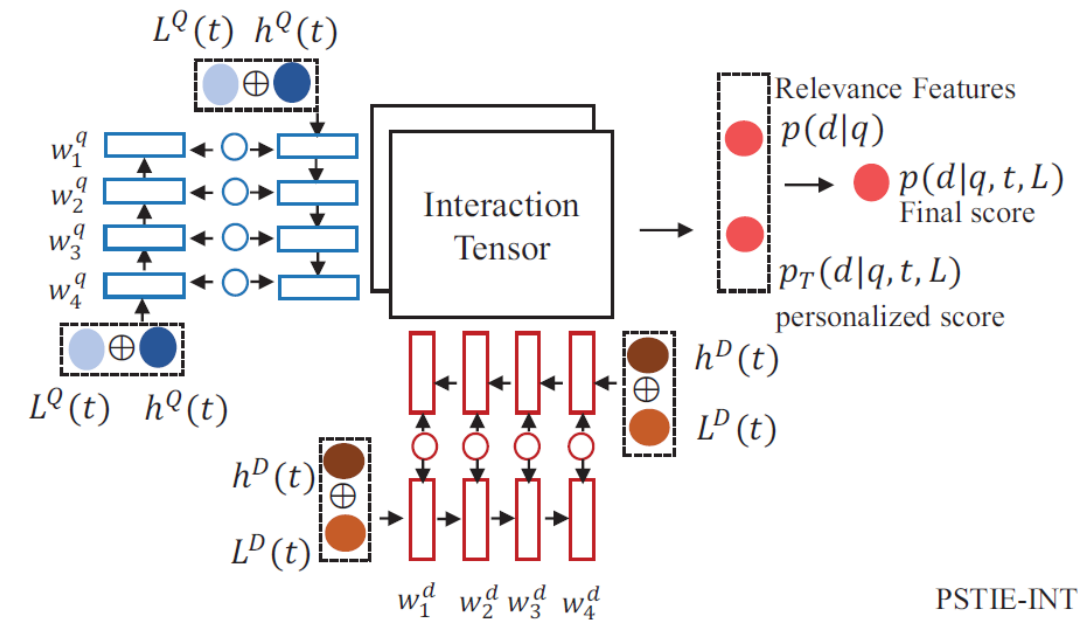 L^Q(t) h^Q(t)
w_1^q
w_2^q
w_3^q
w_4^q
L^Q(t) h^Q(t)
Interaction
Tensor
Relevance Features
p(d|q)
p(d|q, t, L)
Final score
p_T(d|q, t, L)
personalized score
h^D(t)
L^D(t)
h^D(t)
L^D(t)
w_1^d w_2^d w_3^d w_4^d
PSTIE-INT